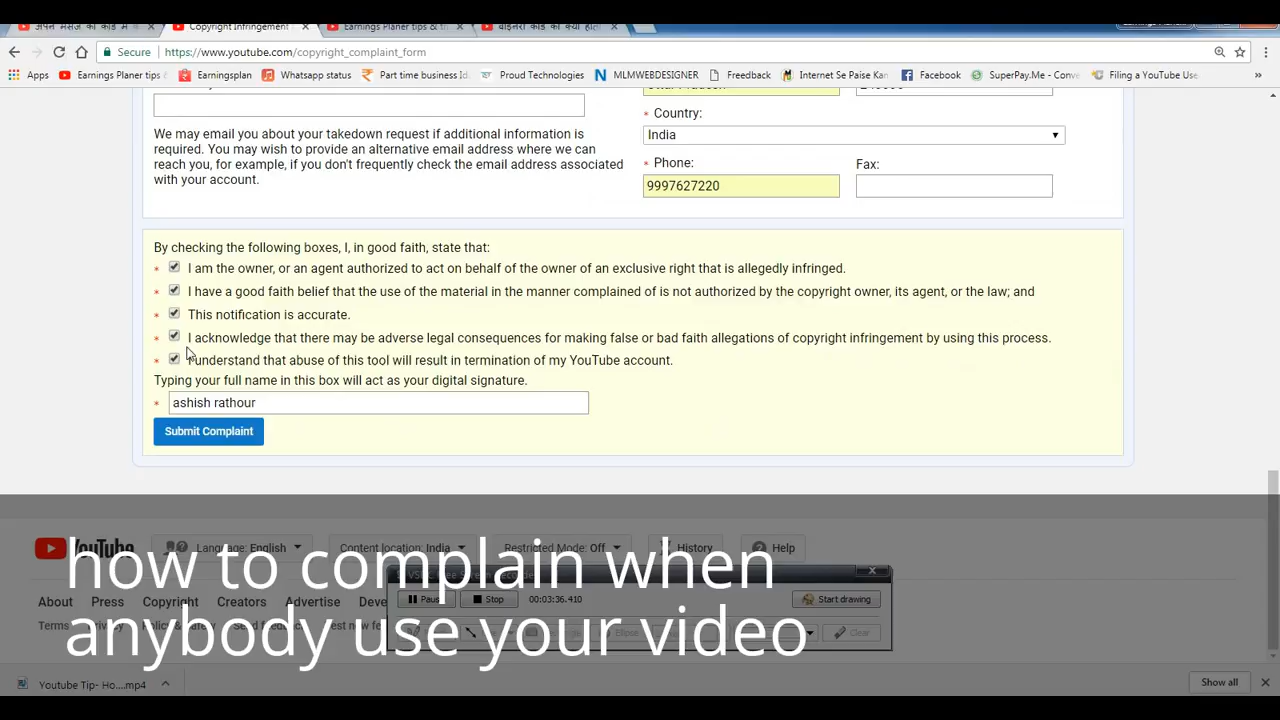 अपने मसेज को कोड में क
Copyright Infringement
Earnings Planer tips & t
बाइनरी कोड का क्या होत
Secure https://www.youtube.com/copyright_complaint_form
Apps Earnings Planer tips Earningsplan Whatsapp status Part time business Id MLMWEBDESIGNER Proud Technologies Freedback Internet Se Paise Kam Facebook SuperPay.Me - Conv Filing a YouTube Use »
Country:
We may email you about your takedown request if additional information is
required. You may wish to provide an alternative email address where we can
reach you, for example, if you don't frequently check the email address associated
with your account.
India
* Phone: Fax:
9997627220
By checking the following boxes, I, in good faith, state that:
* I am the owner, or an agent authorized to act on behalf of the owner of an exclusive right that is allegedly infringed.
* I have a good faith belief that the use of the material in the manner complained of is not authorized by the copyright owner, its agent, or the law; and
* This notification is accurate.
* I acknowledge that there may be adverse legal consequences for making false or bad faith allegations of copyright infringement by using this process.
* I understand that abuse of this tool will result in termination of my YouTube account.
Typing your full name in this box will act as your digital signature.
* ashish rathour
Submit Complaint
YouTube Language: English Content location: India Restricted Mode: Off History Help
how to complain when
Pause Stop 00:03:36.410 Start drawing
About Press Copyright Creators Advertise
anybody use your video
Clear
Youtube Tip- Ho....mp4 Show all